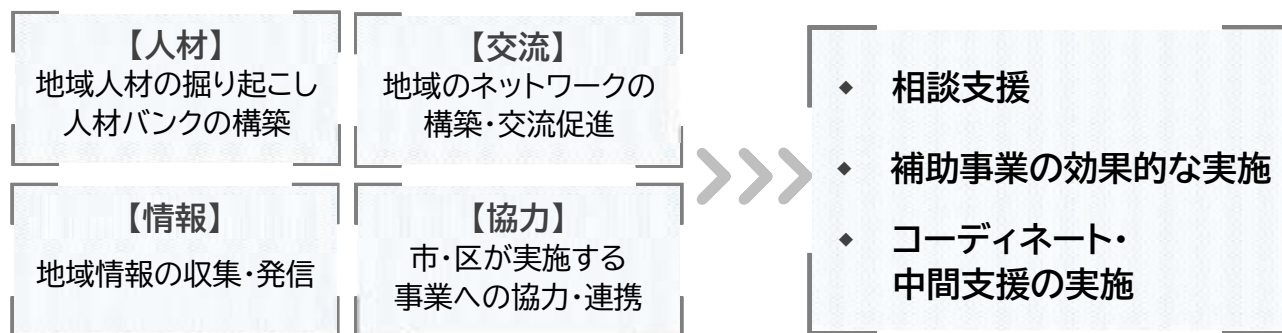 【人材】
地域人材の掘り起こし
人材バンクの構築
【交流】
地域のネットワークの
構築・交流促進
【情報】
地域情報の収集・発信
【協力】
市・区が実施する
事業への協力・連携
◆ 相談支援
◆ 補助事業の効果的な実施
◆ コーディネート・
中間支援の実施